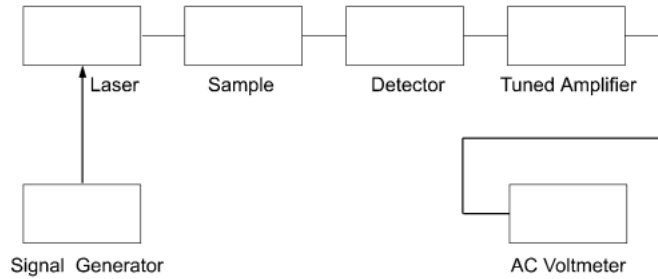 Laser
Sample
Detector
Tuned Amplifier
Signal Generator
AC Voltmeter